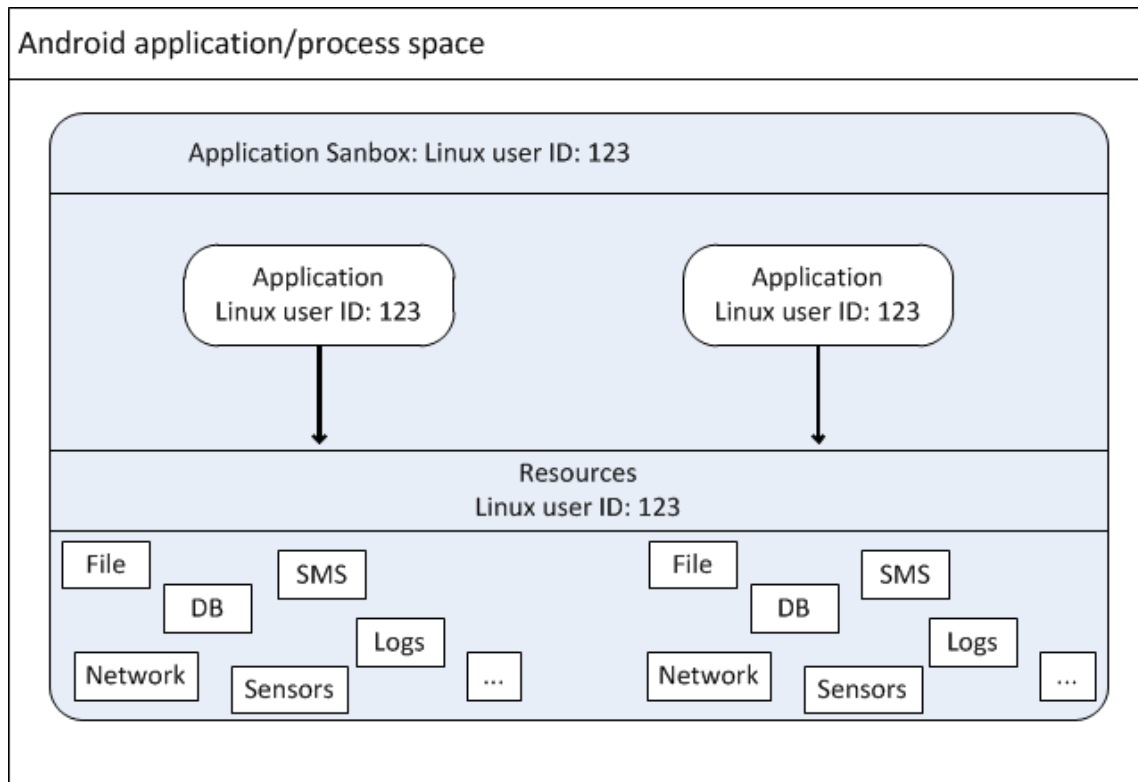 Android application/process space
Application Sanbox: Linux user ID: 123
Application
Linux user ID: 123
Application
Linux user ID: 123
Resources
Linux user ID: 123
File
SMS
DB
Logs
Network
Sensors
...
File
SMS
DB
Logs
Network
Sensors
...